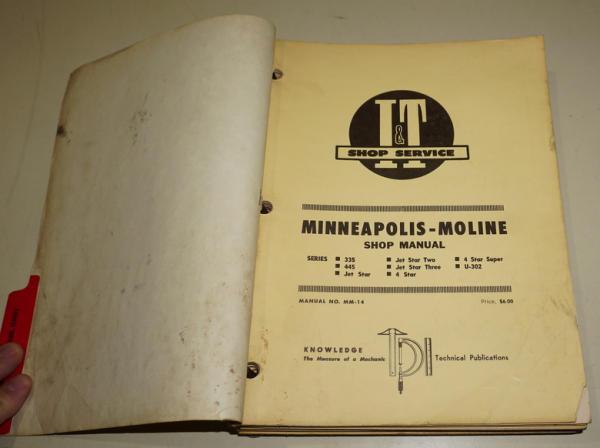 I&T
SHOP SERVICE
MINNEAPOLIS-MOLINE
SHOP MANUAL
SERIES ■ 335 ■ Jet Star Two ■ 4 Star Super
■ 445 ■ Jet Star Three ■ U-302
■ Jet Star ■ 4 Star
MANUAL NO. MM-14 Price, $6.00
KNOWLEDGE
The Measure of a Mechanic
TPI
Technical Publications